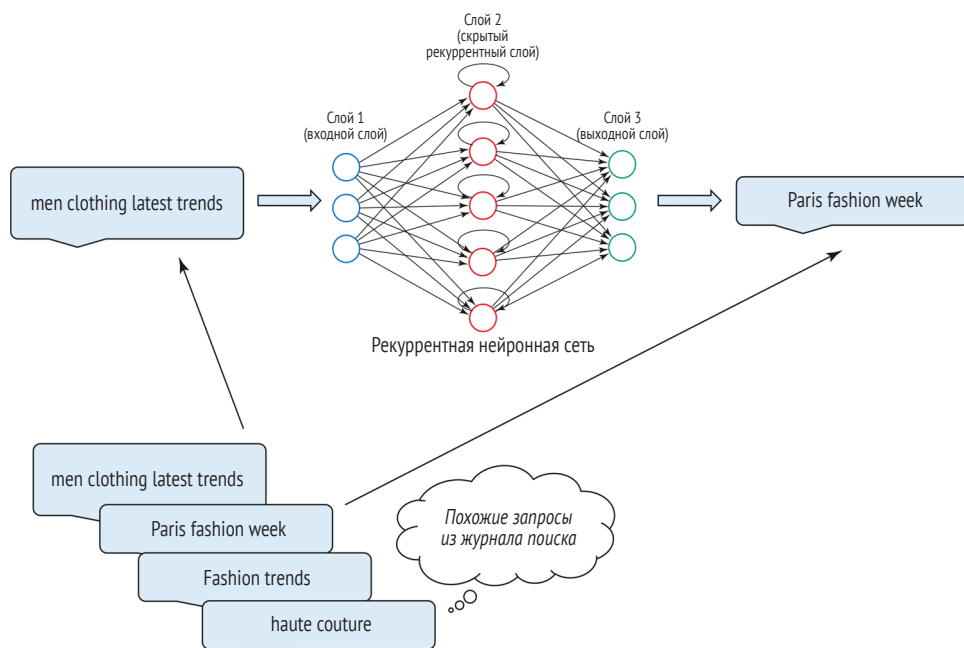 Слой 2
(скрытый
рекуррентный слой)
Слой 1
(входной слой)
Слой 3
(выходной слой)
men clothing latest trends
Paris fashion week
Рекуррентная нейронная сеть
men clothing latest trends
Paris fashion week
Fashion trends
haute couture
Похожие запросы
из журнала поиска